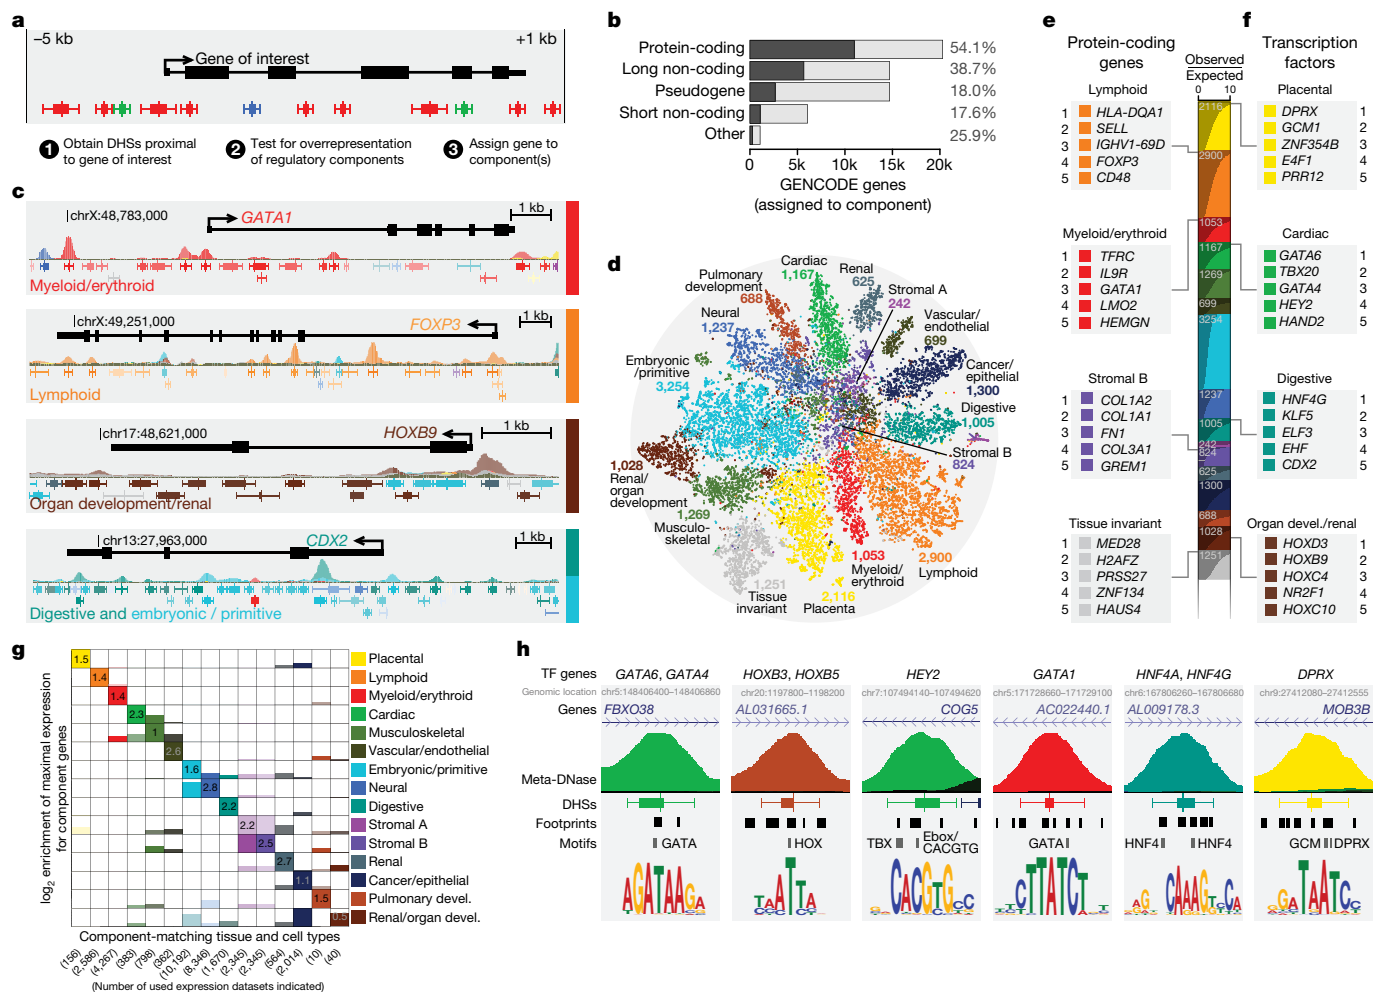 a
−5 kb
+1 kb
Gene of interest
1 Obtain DHSs proximal to gene of interest
2 Test for overrepresentation of regulatory components
3 Assign gene to component(s)
b
Protein-coding 54.1%
Long non-coding 38.7%
Pseudogene 18.0%
Short non-coding 17.6%
Other 25.9%
0 5k 10k 15k 20k
GENCODE genes
(assigned to component)
c
chrX:48,783,000
GATA1
1 kb
Myeloid/erythroid
chrX:49,251,000
FOXP3
1 kb
Lymphoid
chr17:48,621,000
HOXB9
1 kb
Organ development/renal
chr13:27,963,000
CDX2
1 kb
Digestive and embryonic / primitive
d
Cardiac
1,167
Renal
625
Stromal A
242
Pulmonary
development
688
Neural
1,237
Vascular/
endothelial
699
Embryonic
/primitive
3,254
Cancer/
epithelial
1,300
Digestive
1,005
Stromal B
824
1,028
Renal/
organ
development
1,269
Musculo-
skeletal
1,251
Tissue
invariant
2,116
Placenta
1,053
Myeloid/
erythroid
2,900
Lymphoid
e
Protein-coding
genes
Observed
Expected
0 10
Lymphoid
1 HLA-DQA1
2 SELL
3 IGHV1-69D
4 FOXP3
5 CD48
Myeloid/erythroid
1 TFRC
2 IL9R
3 GATA1
4 LMO2
5 HEMGN
Stromal B
1 COL1A2
2 COL1A1
3 FN1
4 COL3A1
5 GREM1
Tissue invariant
1 MED28
2 H2AFZ
3 PRSS27
4 ZNF134
5 HAUS4
2116
2900
1053
1167
1269
699
3254
1237
1005
242
824
625
1300
688
1028
1251
f
Transcription
factors
Placental
DPRX 1
GCM1 2
ZNF354B 3
E4F1 4
PRR12 5
Cardiac
GATA6 1
TBX20 2
GATA4 3
HEY2 4
HAND2 5
Digestive
HNF4G 1
KLF5 2
ELF3 3
EHF 4
CDX2 5
Organ devel./renal
HOXD3 1
HOXB9 2
HOXC4 3
NR2F1 4
HOXC10 5
g
log2 enrichment of maximal expression
for component genes
1.5
1.4
1.4
2.3
1
2.6
1.6
2.8
2.2
2.2
2.5
2.7
1.1
1.5
0.5
Placental
Lymphoid
Myeloid/erythroid
Cardiac
Musculoskeletal
Vascular/endothelial
Embryonic/primitive
Neural
Digestive
Stromal A
Stromal B
Renal
Cancer/epithelial
Pulmonary devel.
Renal/organ devel.
Component-matching tissue and cell types
(156) (2,586) (4,267) (383) (798) (362) (10,192) (8,346) (1,670) (2,345) (2,345) (564) (2,014) (10) (40)
(Number of used expression datasets indicated)
h
TF genes GATA6, GATA4 HOXB3, HOXB5 HEY2 GATA1 HNF4A, HNF4G DPRX
Genomic location chr5:148406400–148406860 chr20:1197800–1198200 chr7:107494140–107494620 chr5:171728660–171729100 chr6:167806260–167806680 chr9:27412080–27412555
Genes FBXO38 AL031665.1 COG5 AC022440.1 AL009178.3 MOB3B
Meta-DNase
DHSs
Footprints
Motifs GATA HOX TBX Ebox/ CACGTG GATA HNF4 HNF4 GCM DPRX